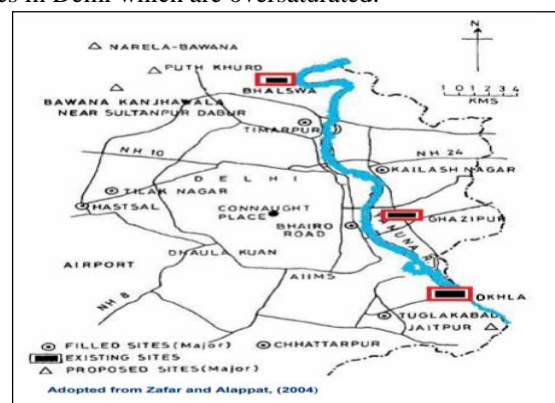 es in Delhi which are oversaturated.
NARELA-BAWANA
PUTH KHURD
BHALSWA
BAWANA KANJHAWALA
NEAR SULTANPUR DABUR
TIMARPUR
N
1 0 1 2 3 4
KMS
NH 10
NH 24
KAILASH NAGAR
DELHI
TILAK NAGAR
HASTSAL
CONNAUGHT
PLACE
GHAZIPUR
BHAIRO
ROAD
DHAULA KUAN
AIRPORT
AIIMS
NH 8
OKHLA
TUGLAKABAD
JAITPUR
FILLED SITES (Major)
CHHATTARPUR
EXISTING SITES
PROPOSED SITES (Major)
Adopted from Zafar and Alappat, (2004)